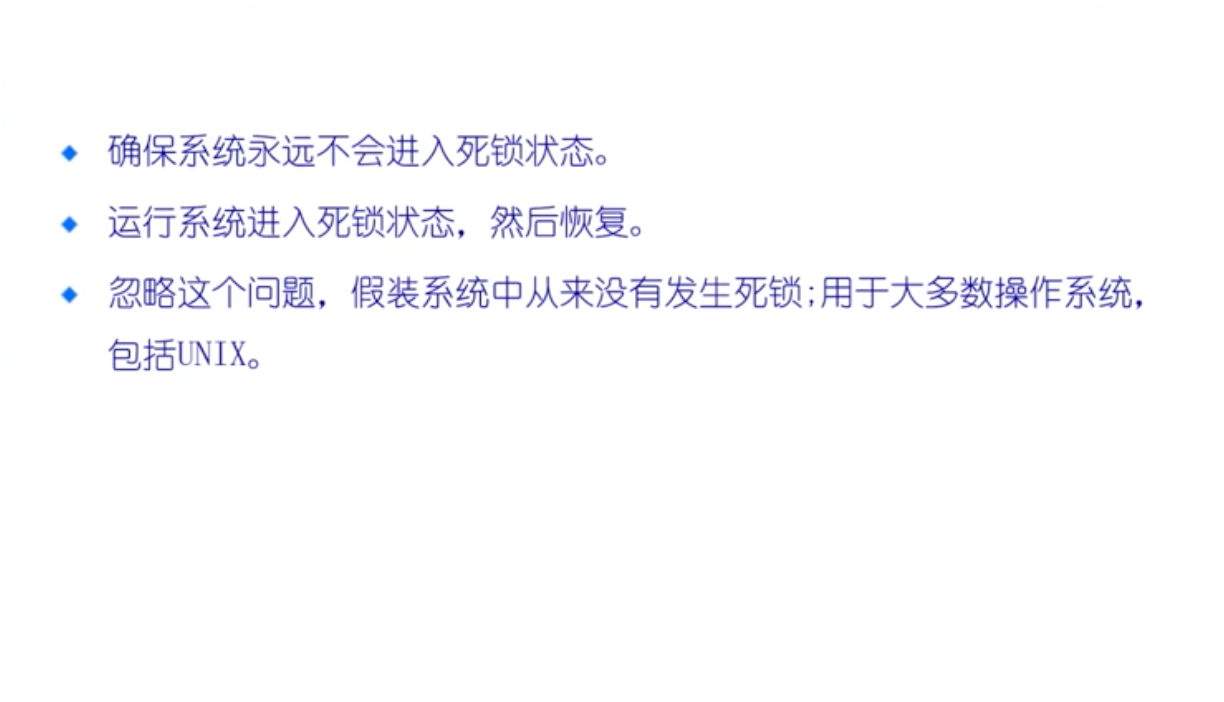 确保系统永远不会进入死锁状态。
运行系统进入死锁状态，然后恢复。
忽略这个问题，假装系统中从来没有发生死锁;用于大多数操作系统，
包括UNIX。